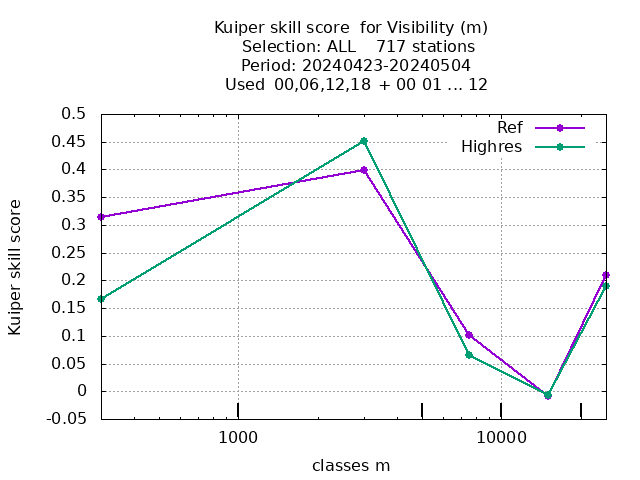 Kuiper skill score  for Visibility (m)
Selection: ALL    717 stations
Period: 20240423-20240504
Used  00,06,12,18  + 00 01 ... 12
Ref
Highres
0.5
0.45
0.4
0.35
0.3
0.25
0.2
0.15
0.1
0.05
0
-0.05
Kuiper skill score
1000
10000
classes m